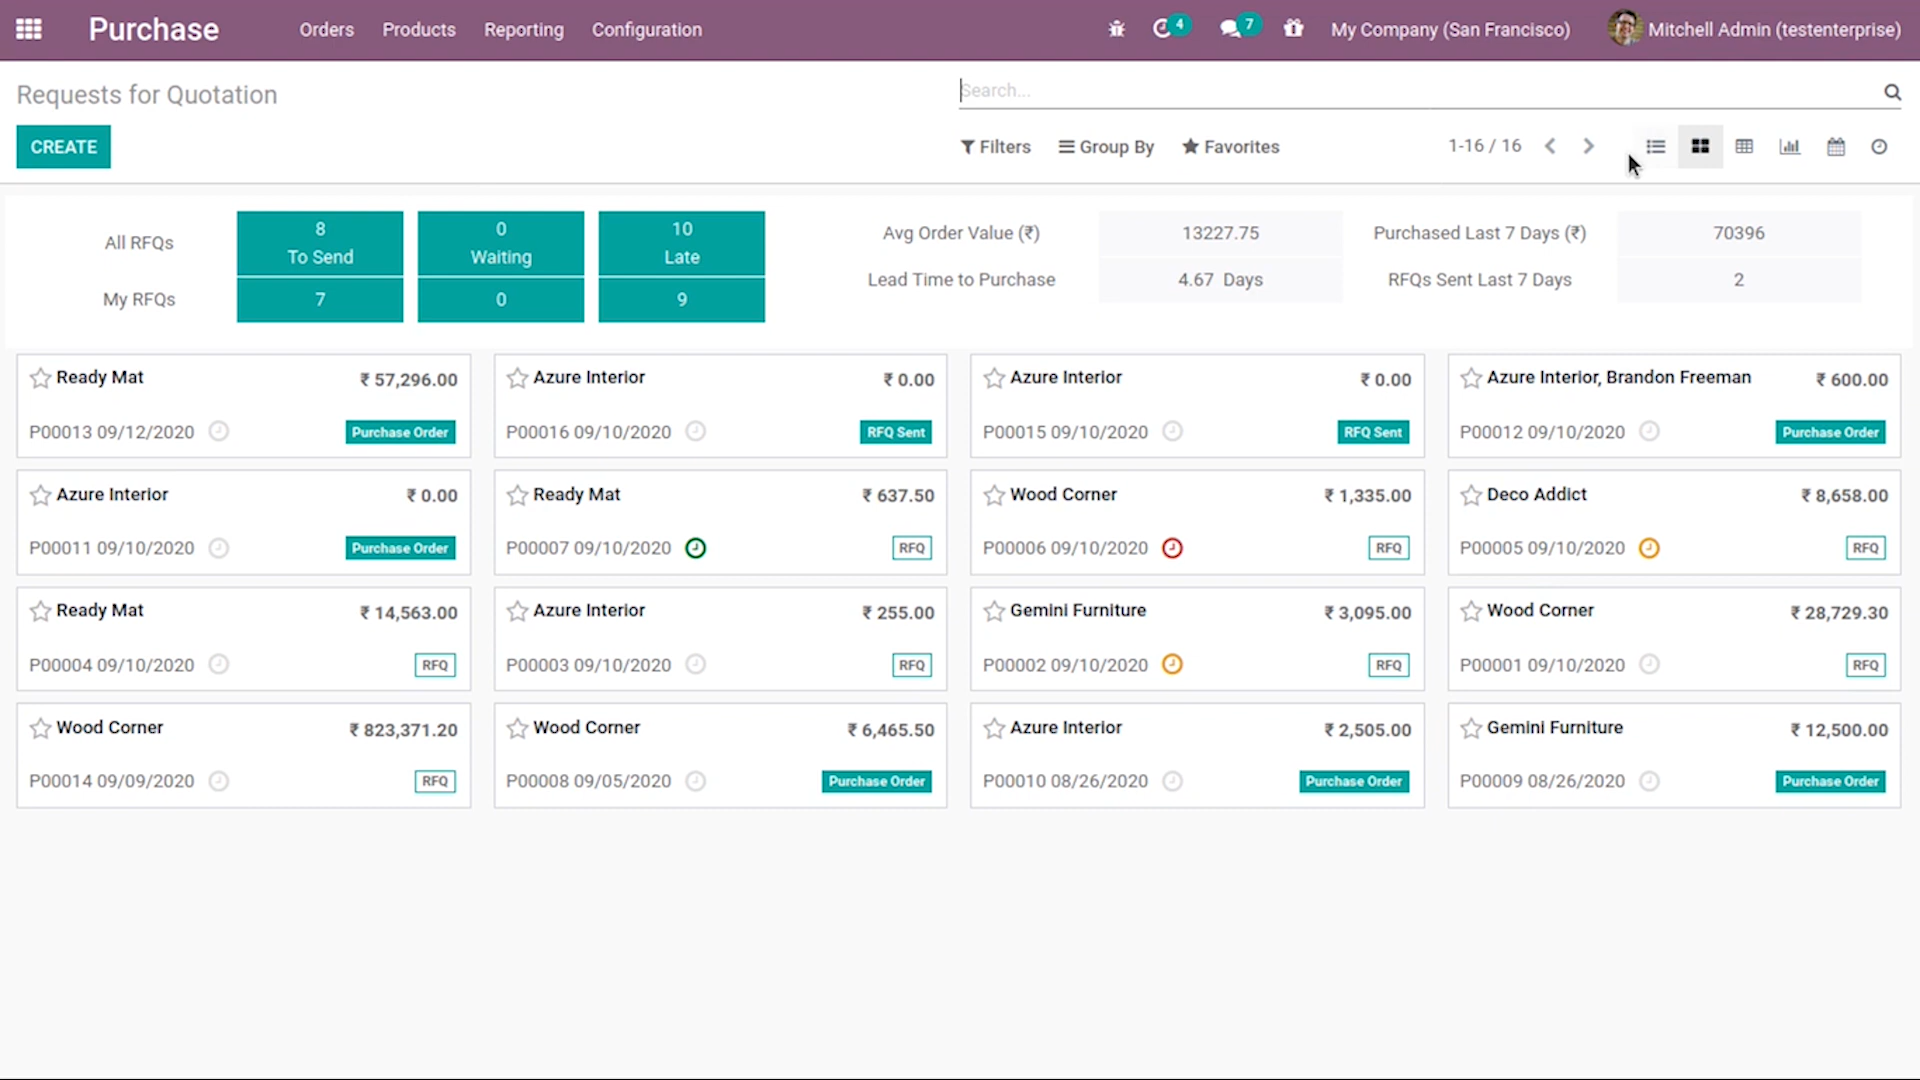 Purchase Orders Products Reporting Configuration 4 7 My Company (San Francisco) Mitchell Admin (testenterprise)
Requests for Quotation Search...
CREATE Filters Group By Favorites 1-16 / 16
All RFQs 8 To Send 0 Waiting 10 Late
My RFQs 7 0 9
Avg Order Value (₹) 13227.75 Purchased Last 7 Days (₹) 70396
Lead Time to Purchase 4.67 Days RFQs Sent Last 7 Days 2
Ready Mat ₹ 57,296.00
P00013 09/12/2020 Purchase Order
Azure Interior ₹ 0.00
P00016 09/10/2020 RFQ Sent
Azure Interior ₹ 0.00
P00015 09/10/2020 RFQ Sent
Azure Interior, Brandon Freeman ₹ 600.00
P00012 09/10/2020 Purchase Order
Azure Interior ₹ 0.00
P00011 09/10/2020 Purchase Order
Ready Mat ₹ 637.50
P00007 09/10/2020 RFQ
Wood Corner ₹ 1,335.00
P00006 09/10/2020 RFQ
Deco Addict ₹ 8,658.00
P00005 09/10/2020 RFQ
Ready Mat ₹ 14,563.00
P00004 09/10/2020 RFQ
Azure Interior ₹ 255.00
P00003 09/10/2020 RFQ
Gemini Furniture ₹ 3,095.00
P00002 09/10/2020 RFQ
Wood Corner ₹ 28,729.30
P00001 09/10/2020 RFQ
Wood Corner ₹ 823,371.20
P00014 09/09/2020 RFQ
Wood Corner ₹ 6,465.50
P00008 09/05/2020 Purchase Order
Azure Interior ₹ 2,505.00
P00010 08/26/2020 Purchase Order
Gemini Furniture ₹ 12,500.00
P00009 08/26/2020 Purchase Order